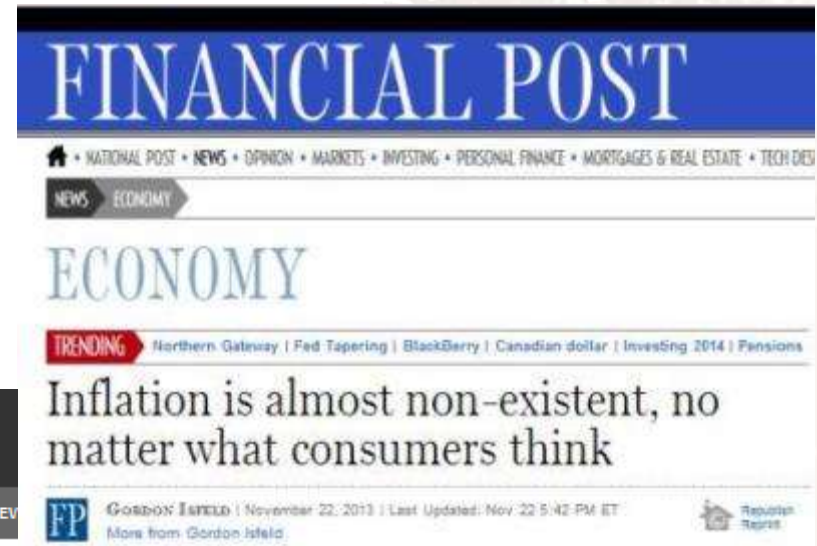 FINANCIAL POST
• NATIONAL POST • NEWS • OPINION • MARKETS • INVESTING • PERSONAL FINANCE • MORTGAGES & REAL ESTATE • TECH DES
NEWS ECONOMY
ECONOMY
TRENDING Northern Gateway | Fed Tapering | BlackBerry | Canadian dollar | Investing 2014 | Pensions
Inflation is almost non-existent, no
matter what consumers think
EV
FP GORDON ISFELD | November 22, 2013 | Last Updated: Nov 22 5:42 PM ET
More from Gordon Isfeld
Republish
Reprint